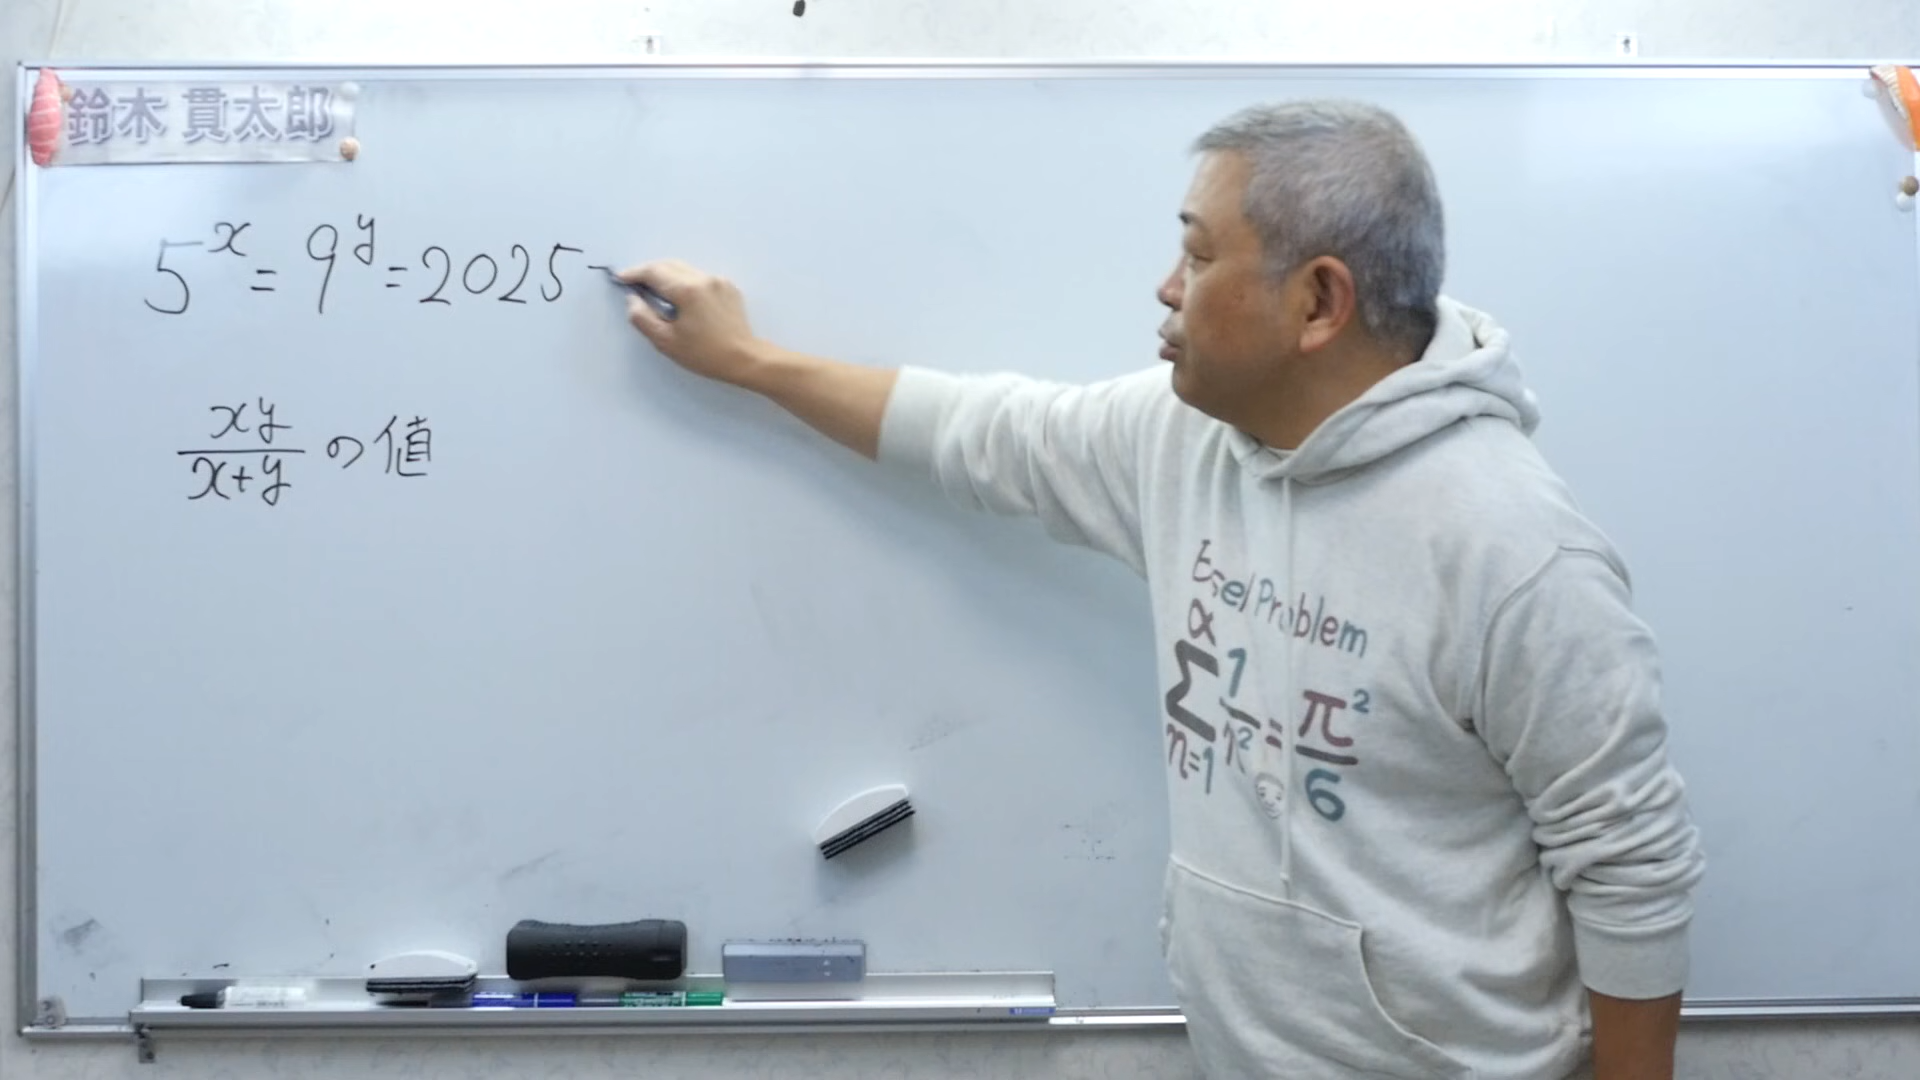 鈴木 貫太郎
5^x = 9^y = 2025
xy/(x+y) の値
Basel Problem
∞
∑ 1/n² = π²/6
n=1